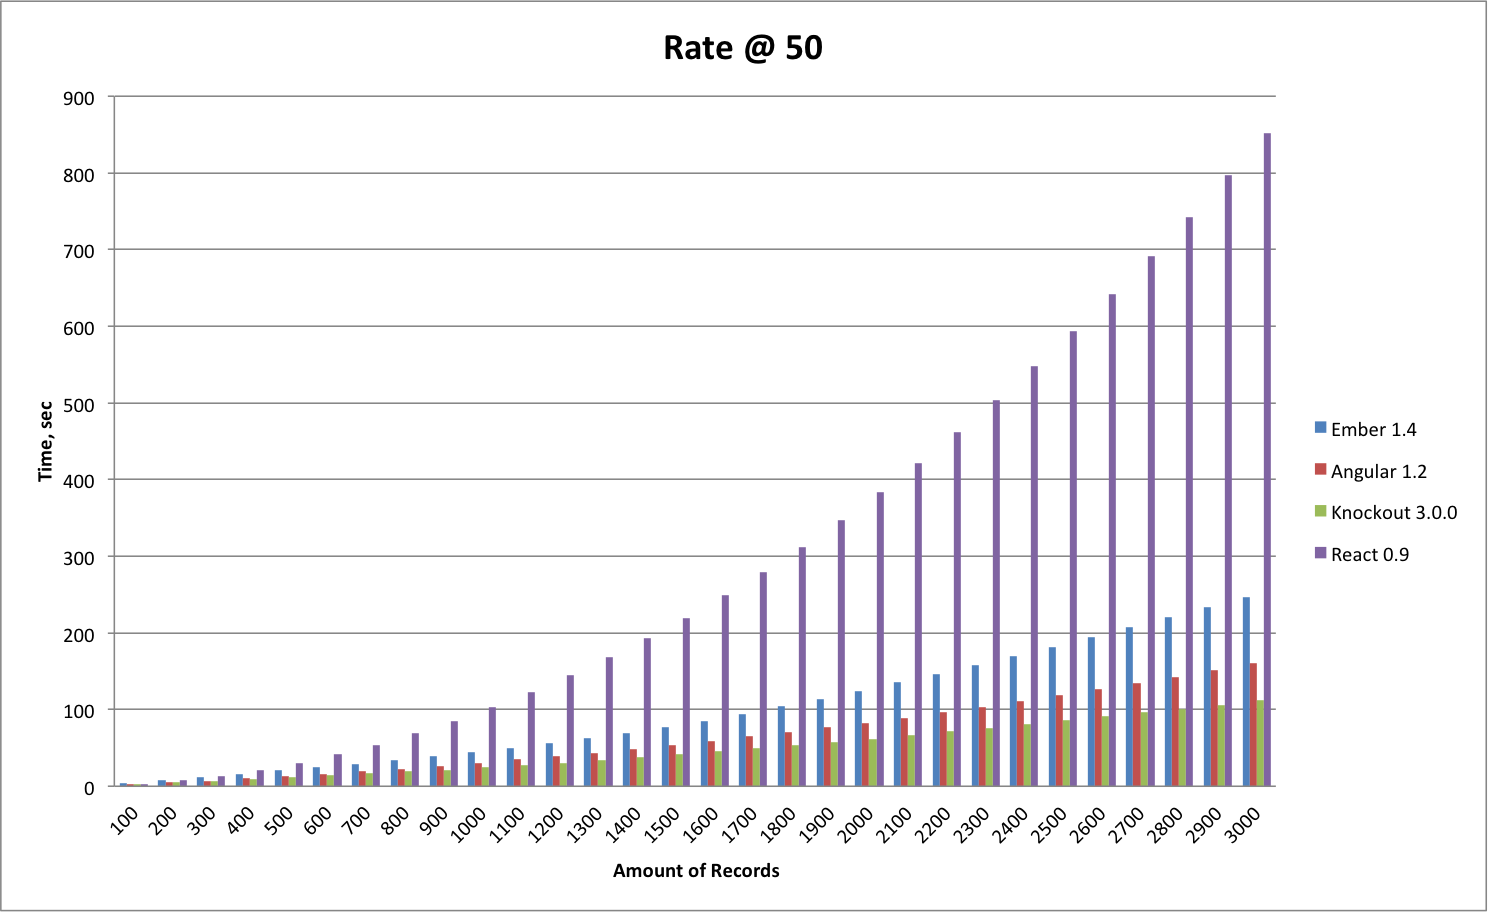 Rate @ 50
900
800
700
600
500
400
300
200
100
0
Time, sec
100 200 300 400 500 600 700 800 900 1000 1100 1200 1300 1400 1500 1600 1700 1800 1900 2000 2100 2200 2300 2400 2500 2600 2700 2800 2900 3000
Amount of Records
Ember 1.4
Angular 1.2
Knockout 3.0.0
React 0.9